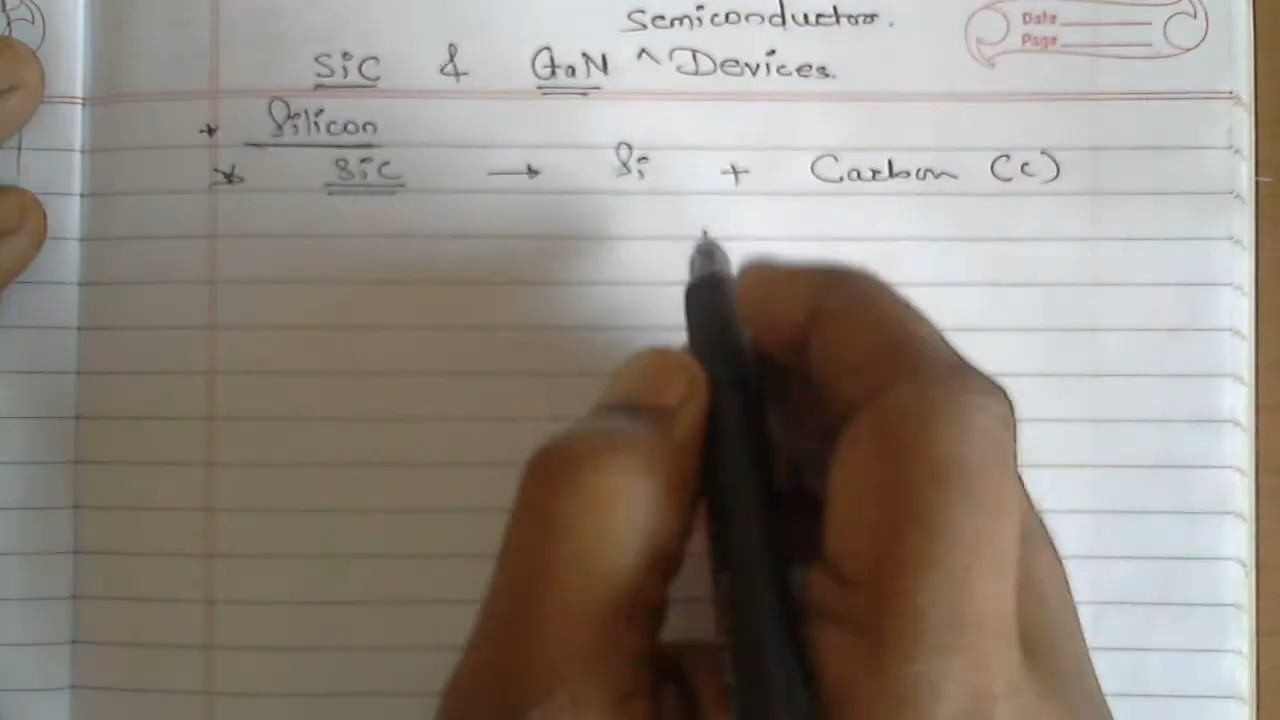 semiconductor.
Date
Page
SiC & GaN ^ Devices.
* Silicon
* SiC → Si + Carbon (C)